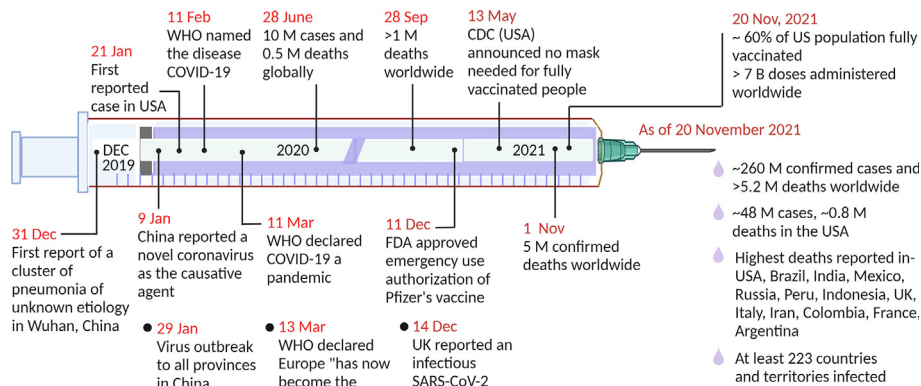 21 Jan
First
reported
case in USA
11 Feb
WHO named
the disease
COVID-19
28 June
10 M cases and
0.5 M deaths
globally
28 Sep
>1 M
deaths
worldwide
13 May
CDC (USA)
announced no mask
needed for fully
vaccinated people
20 Nov, 2021
~ 60% of US population fully
vaccinated
> 7 B doses administered
worldwide
DEC
2019
2020
2021
31 Dec
First report of a
cluster of
pneumonia of
unknown etiology
in Wuhan, China
9 Jan
China reported a
novel coronavirus
as the causative
agent
11 Mar
WHO declared
COVID-19 a
pandemic
11 Dec
FDA approved
emergency use
authorization of
Pfizer's vaccine
1 Nov
5 M confirmed
deaths worldwide
29 Jan
Virus outbreak
to all provinces
in China
13 Mar
WHO declared
Europe "has now
become the
14 Dec
UK reported an
infectious
SARS-CoV-2
As of 20 November 2021
~260 M confirmed cases and
>5.2 M deaths worldwide
~48 M cases, ~0.8 M
deaths in the USA
Highest deaths reported in-
USA, Brazil, India, Mexico,
Russia, Peru, Indonesia, UK,
Italy, Iran, Colombia, France,
Argentina
At least 223 countries
and territories infected